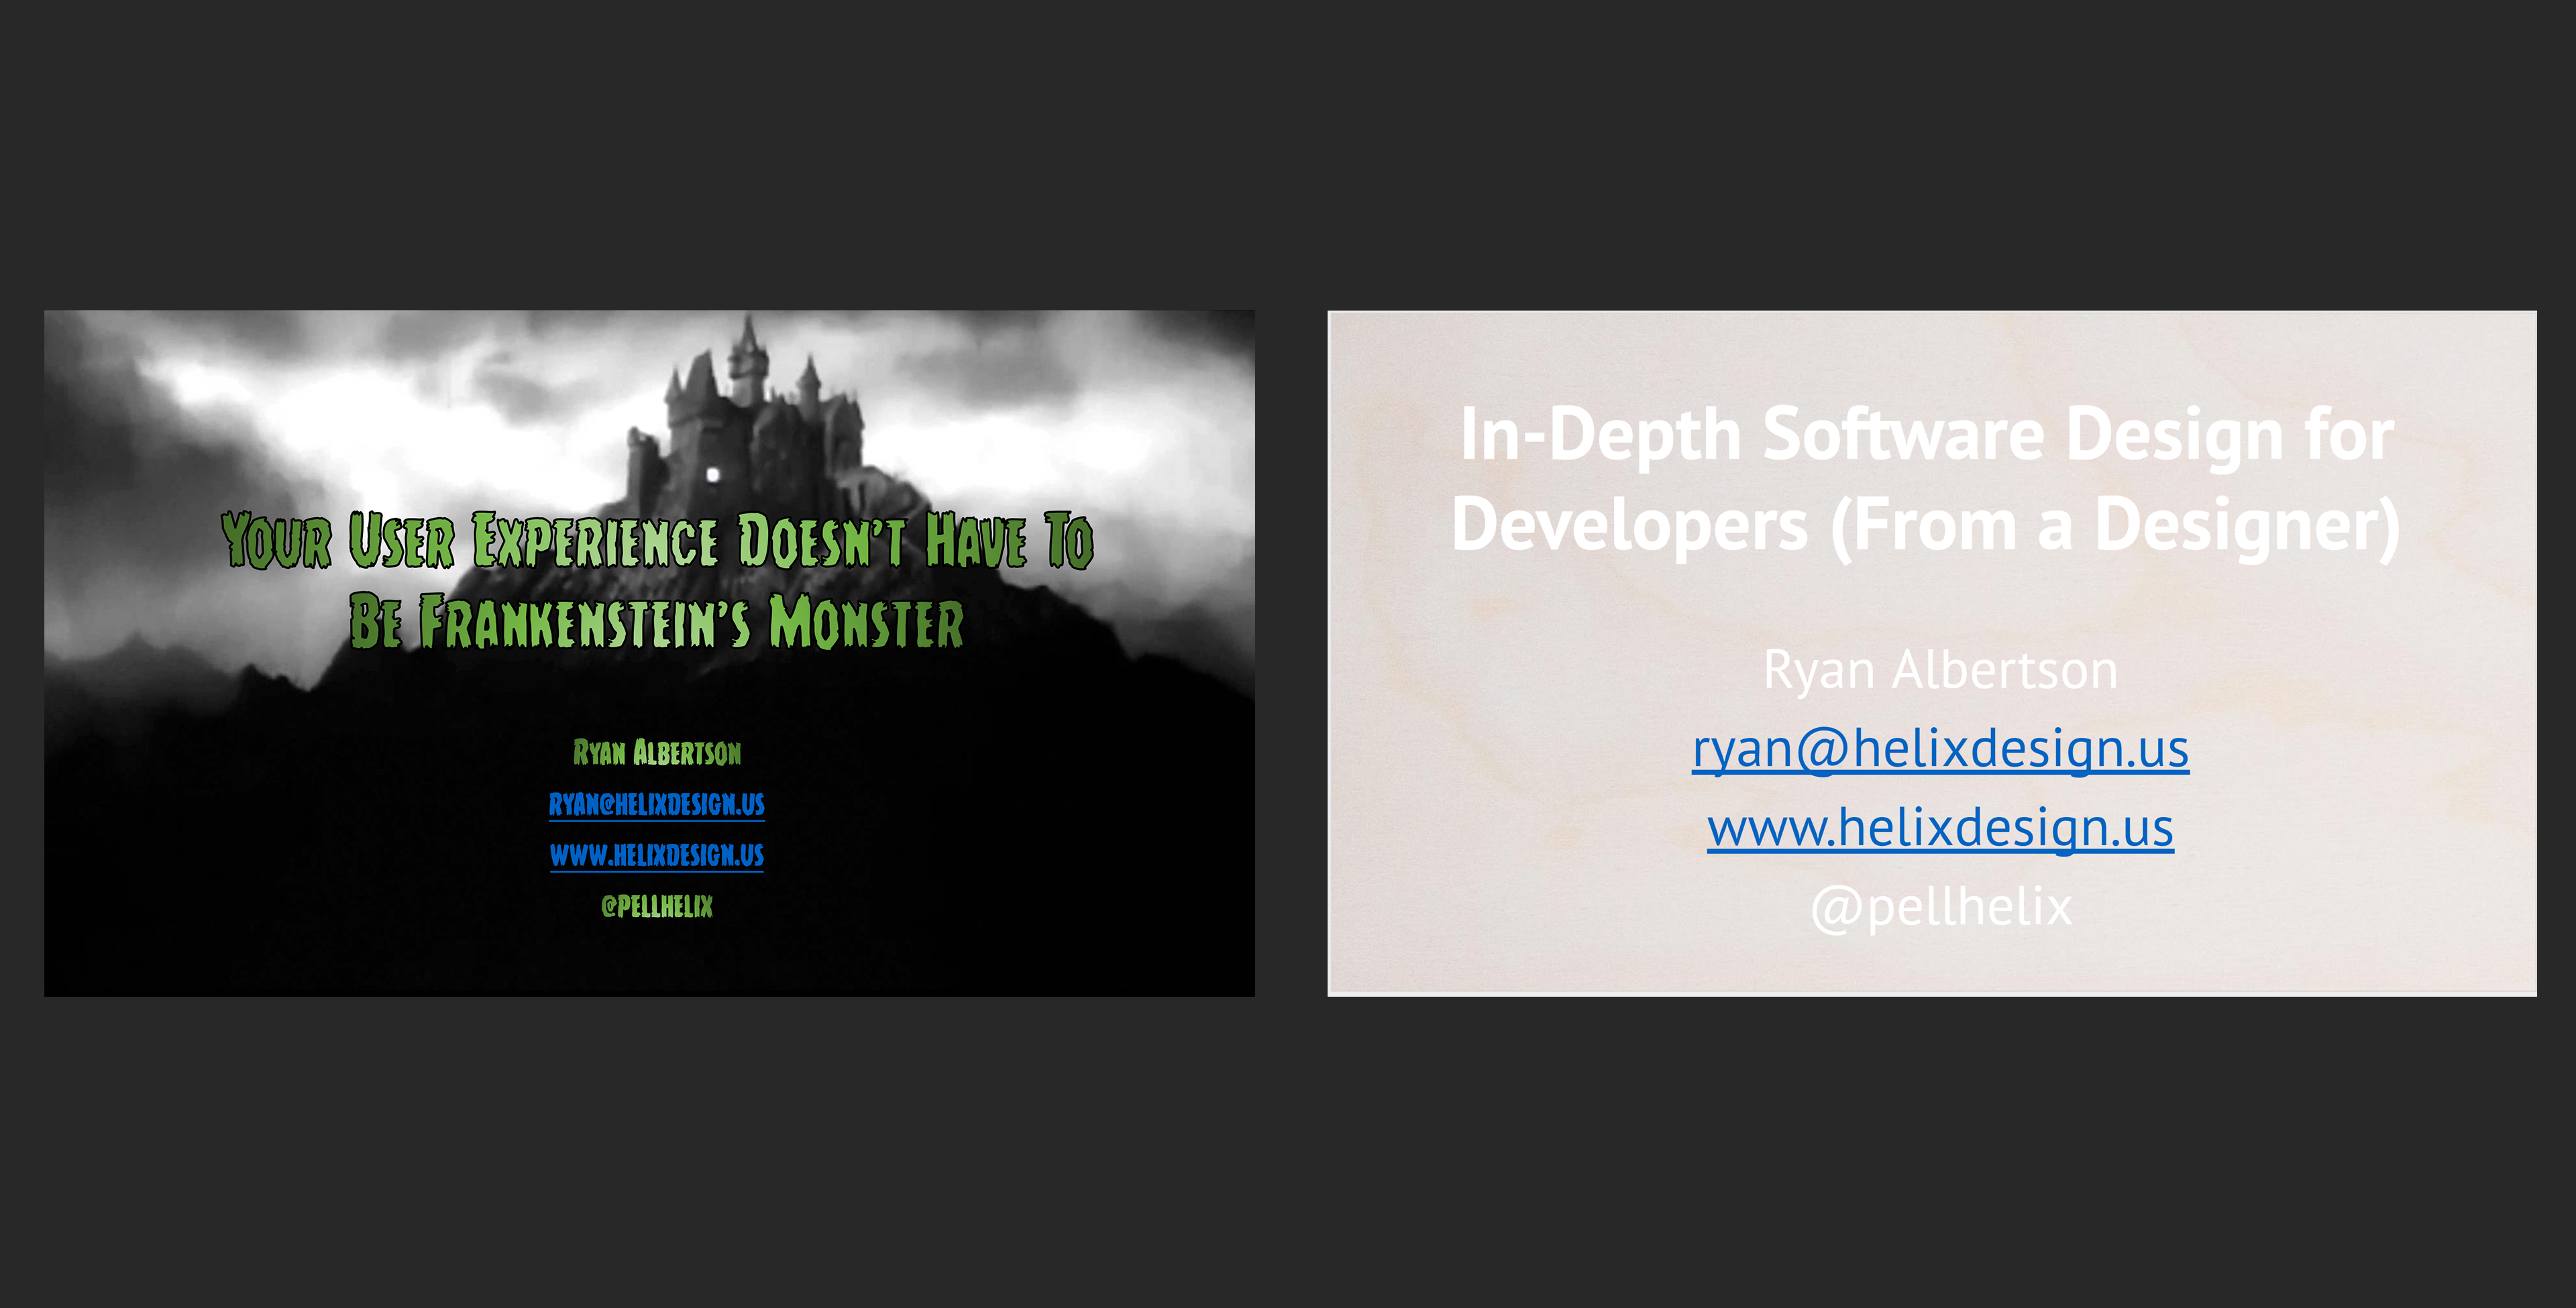 Your User Experience Doesn't Have To
Be Frankenstein's Monster
Ryan Albertson
ryan@helixdesign.us
www.helixdesign.us
@pellhelix
In-Depth Software Design for
Developers (From a Designer)
Ryan Albertson
ryan@helixdesign.us
www.helixdesign.us
@pellhelix